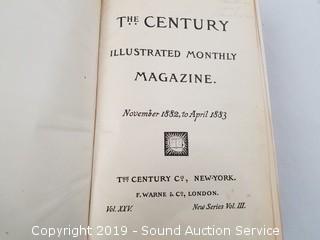 THE CENTURY
ILLUSTRATED MONTHLY
MAGAZINE.
November 1882, to April 1883
THE CENTURY Cº, NEW-YORK.
F. WARNE & Cº, LONDON.
Vol. XXV. New Series Vol. III.
Copyright 2019 - Sound Auction Service